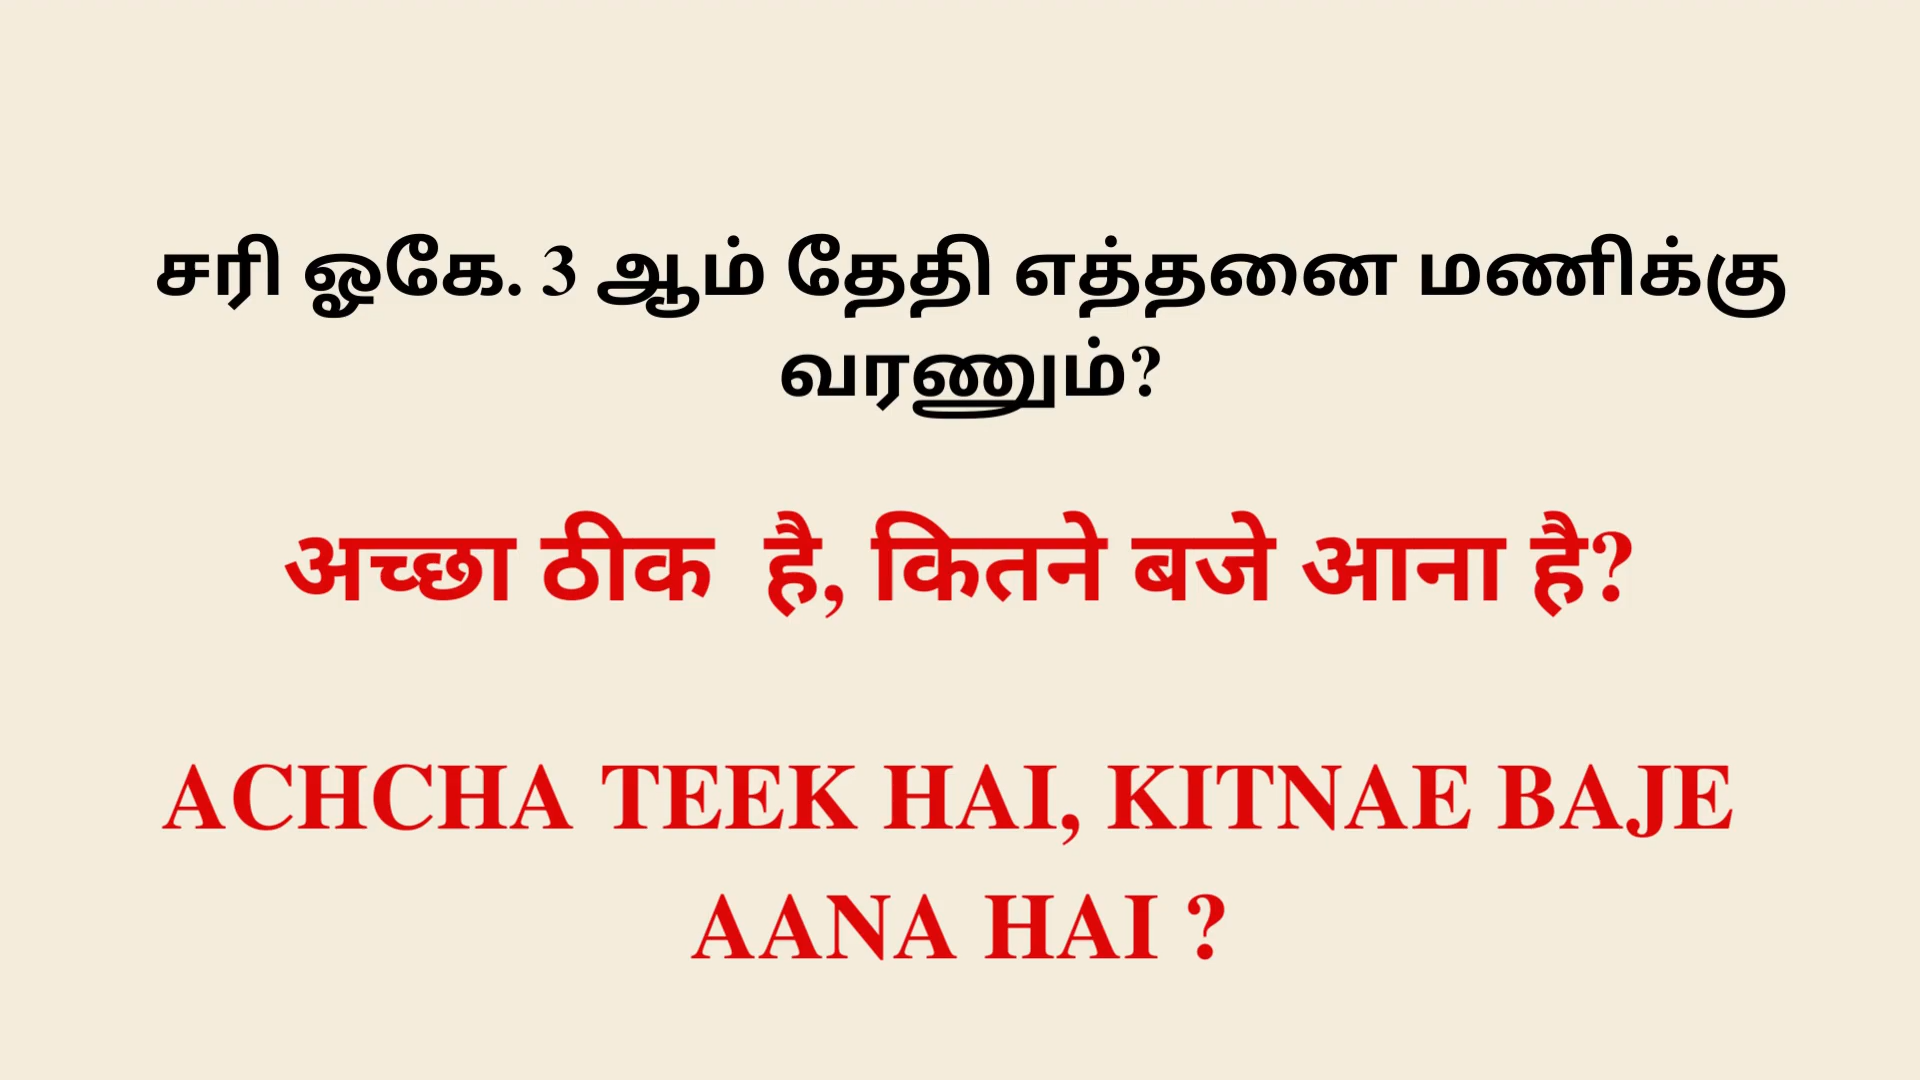 சரி ஓகே. 3 ஆம் தேதி எத்தனை மணிக்கு
வரணும்?
अच्छा ठीक  है, कितने बजे आना है?
ACHCHA TEEK HAI, KITNAE BAJE
AANA HAI ?